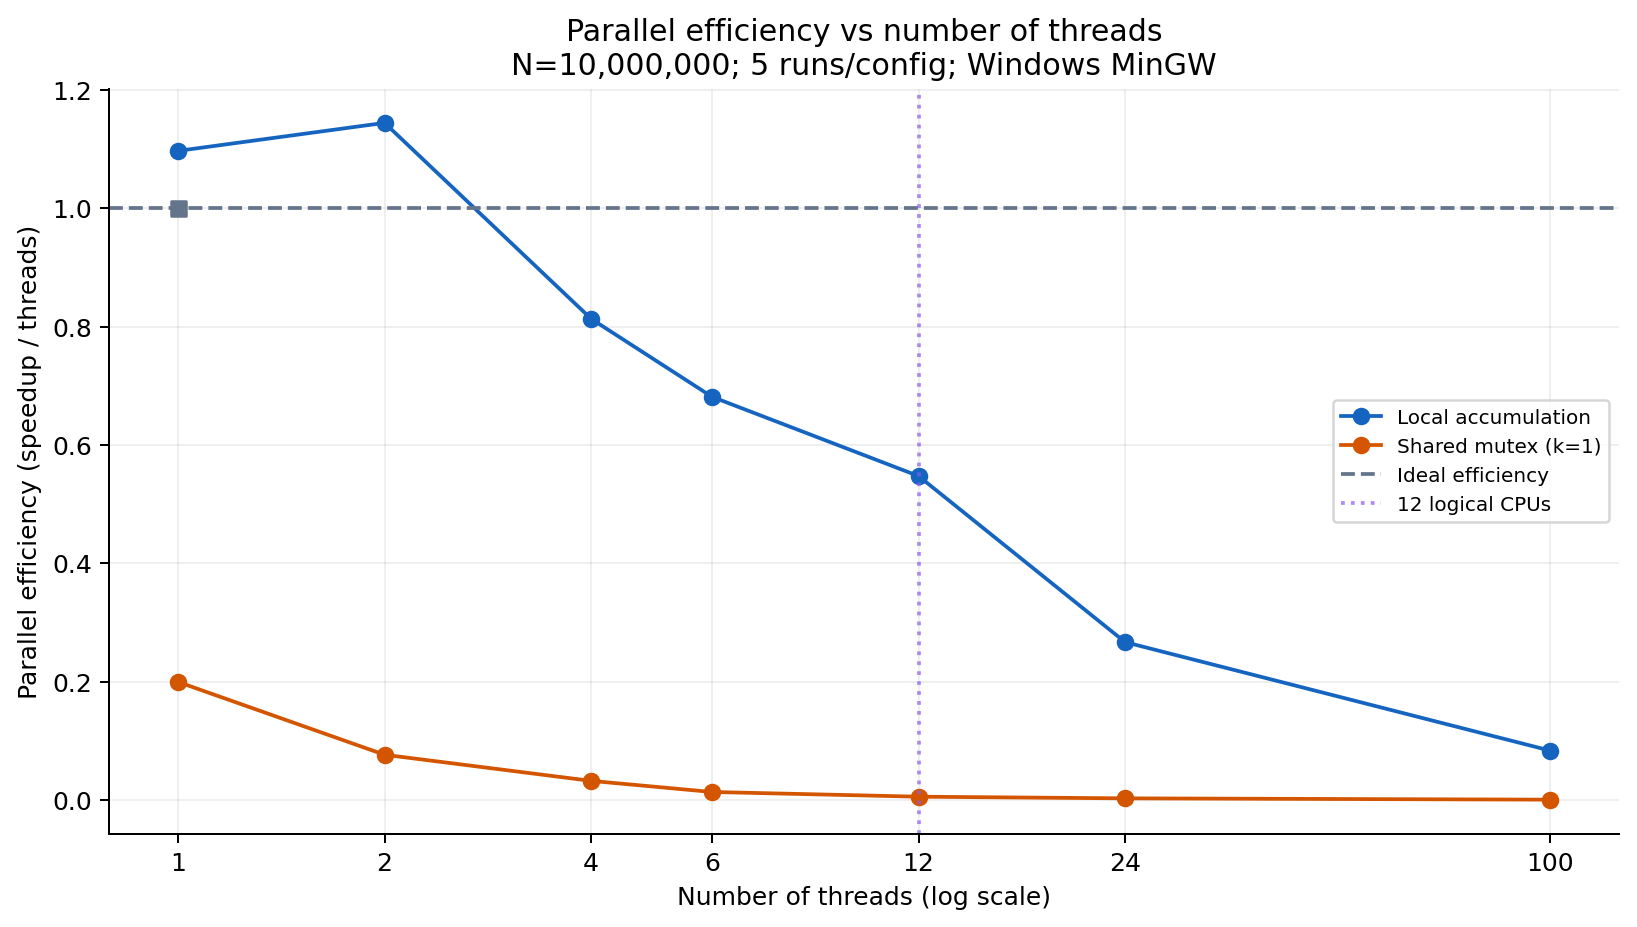 Parallel efficiency vs number of threads
N=10,000,000; 5 runs/config; Windows MinGW
Parallel efficiency (speedup / threads)
1.2
1.0
0.8
0.6
0.4
0.2
0.0
Local accumulation
Shared mutex (k=1)
Ideal efficiency
12 logical CPUs
1 2 4 6 12 24 100
Number of threads (log scale)